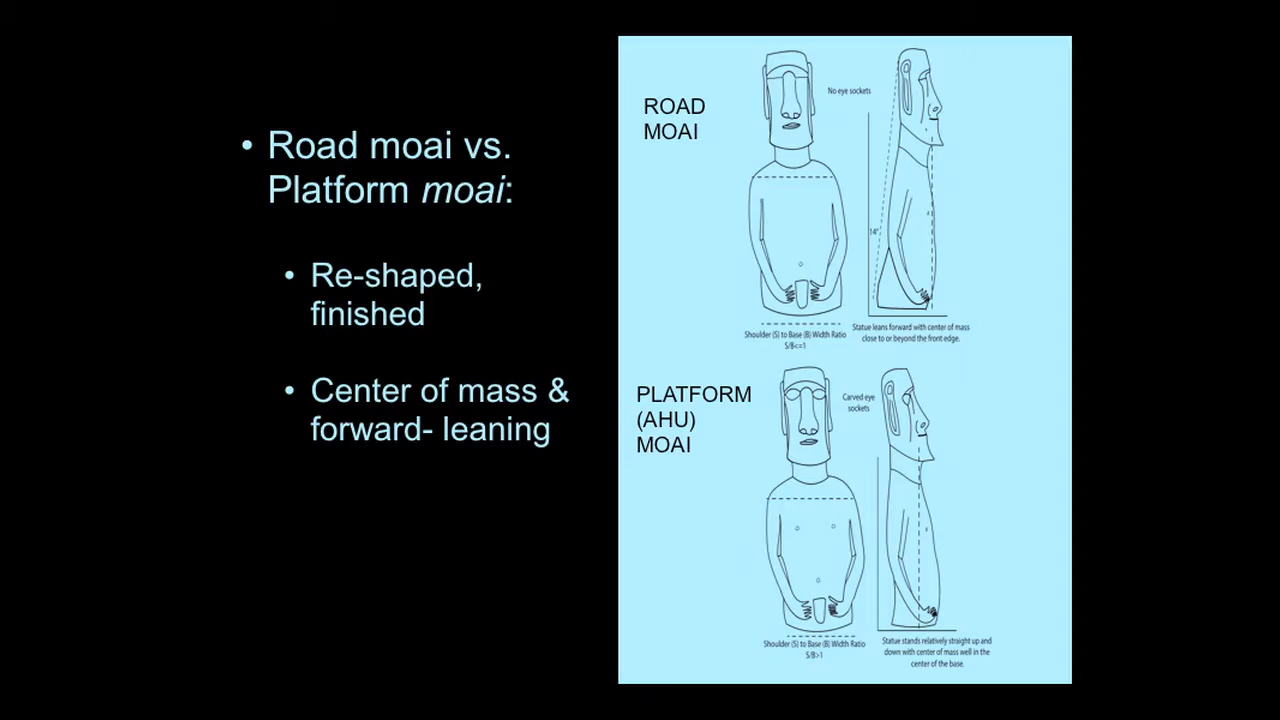 • Road moai vs.
Platform moai:
• Re-shaped,
finished
• Center of mass &
forward- leaning
ROAD
MOAI
No eye sockets
14°
Shoulder (S) to Base (B) Width Ratio
S/B<=1
Statue leans forward with center of mass
close to or beyond the front edge.
PLATFORM
(AHU)
MOAI
Carved eye
sockets
Shoulder (S) to Base (B) Width Ratio
S/B>1
Statue stands relatively straight up and
down with center of mass well in the
center of the base.